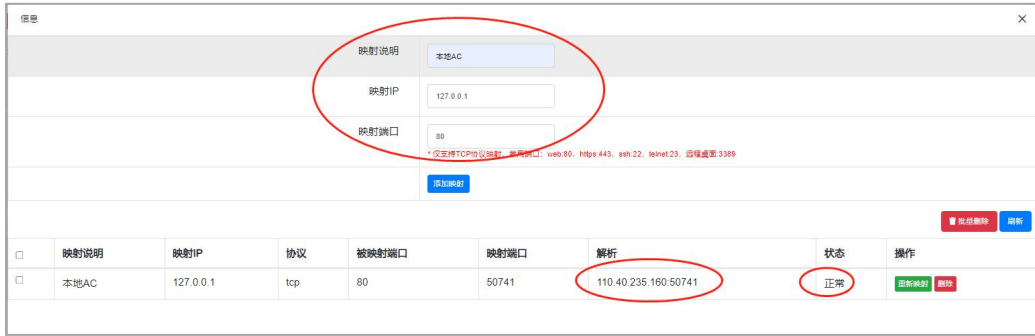 信息 ×
映射说明 本地AC
映射IP 127.0.0.1
映射端口 80
* 仅支持TCP协议映射，常用端口：web:80、https:443、ssh:22、telnet:23、远程桌面:3389
添加映射
批量删除 刷新
映射说明 映射IP 协议 被映射端口 映射端口 解析 状态 操作
本地AC 127.0.0.1 tcp 80 50741 110.40.235.160:50741 正常 重新映射 删除